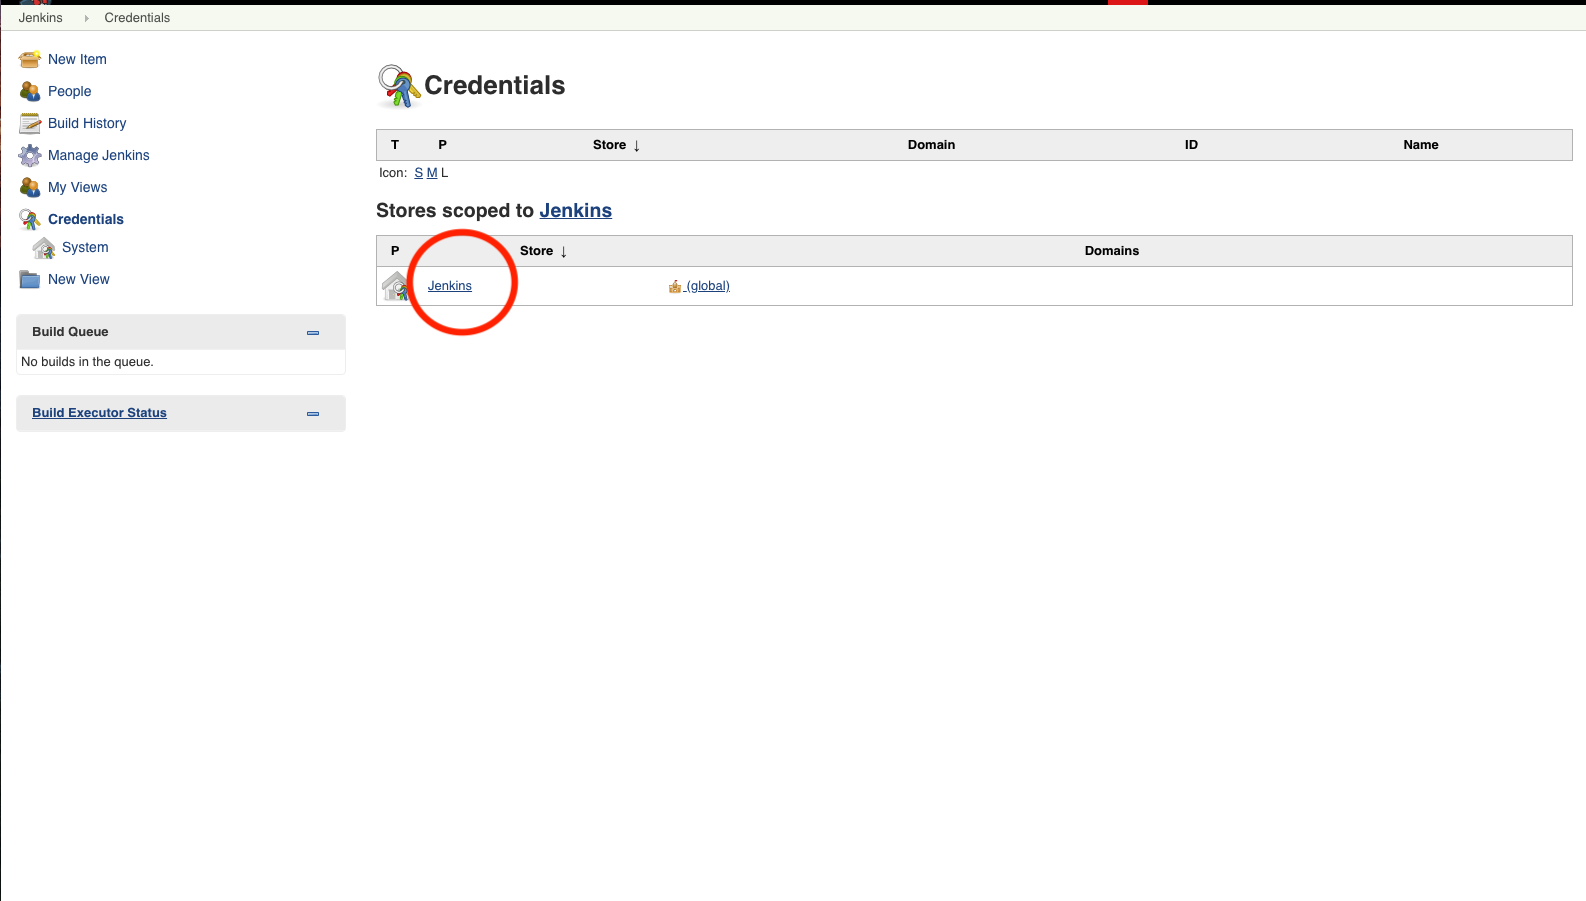 Jenkins Credentials
New Item
People
Build History
Manage Jenkins
My Views
Credentials
System
New View
Build Queue
No builds in the queue.
Build Executor Status
Credentials
T P Store ↓ Domain ID Name
Icon: S M L
Stores scoped to Jenkins
P Store ↓ Domains
Jenkins (global)